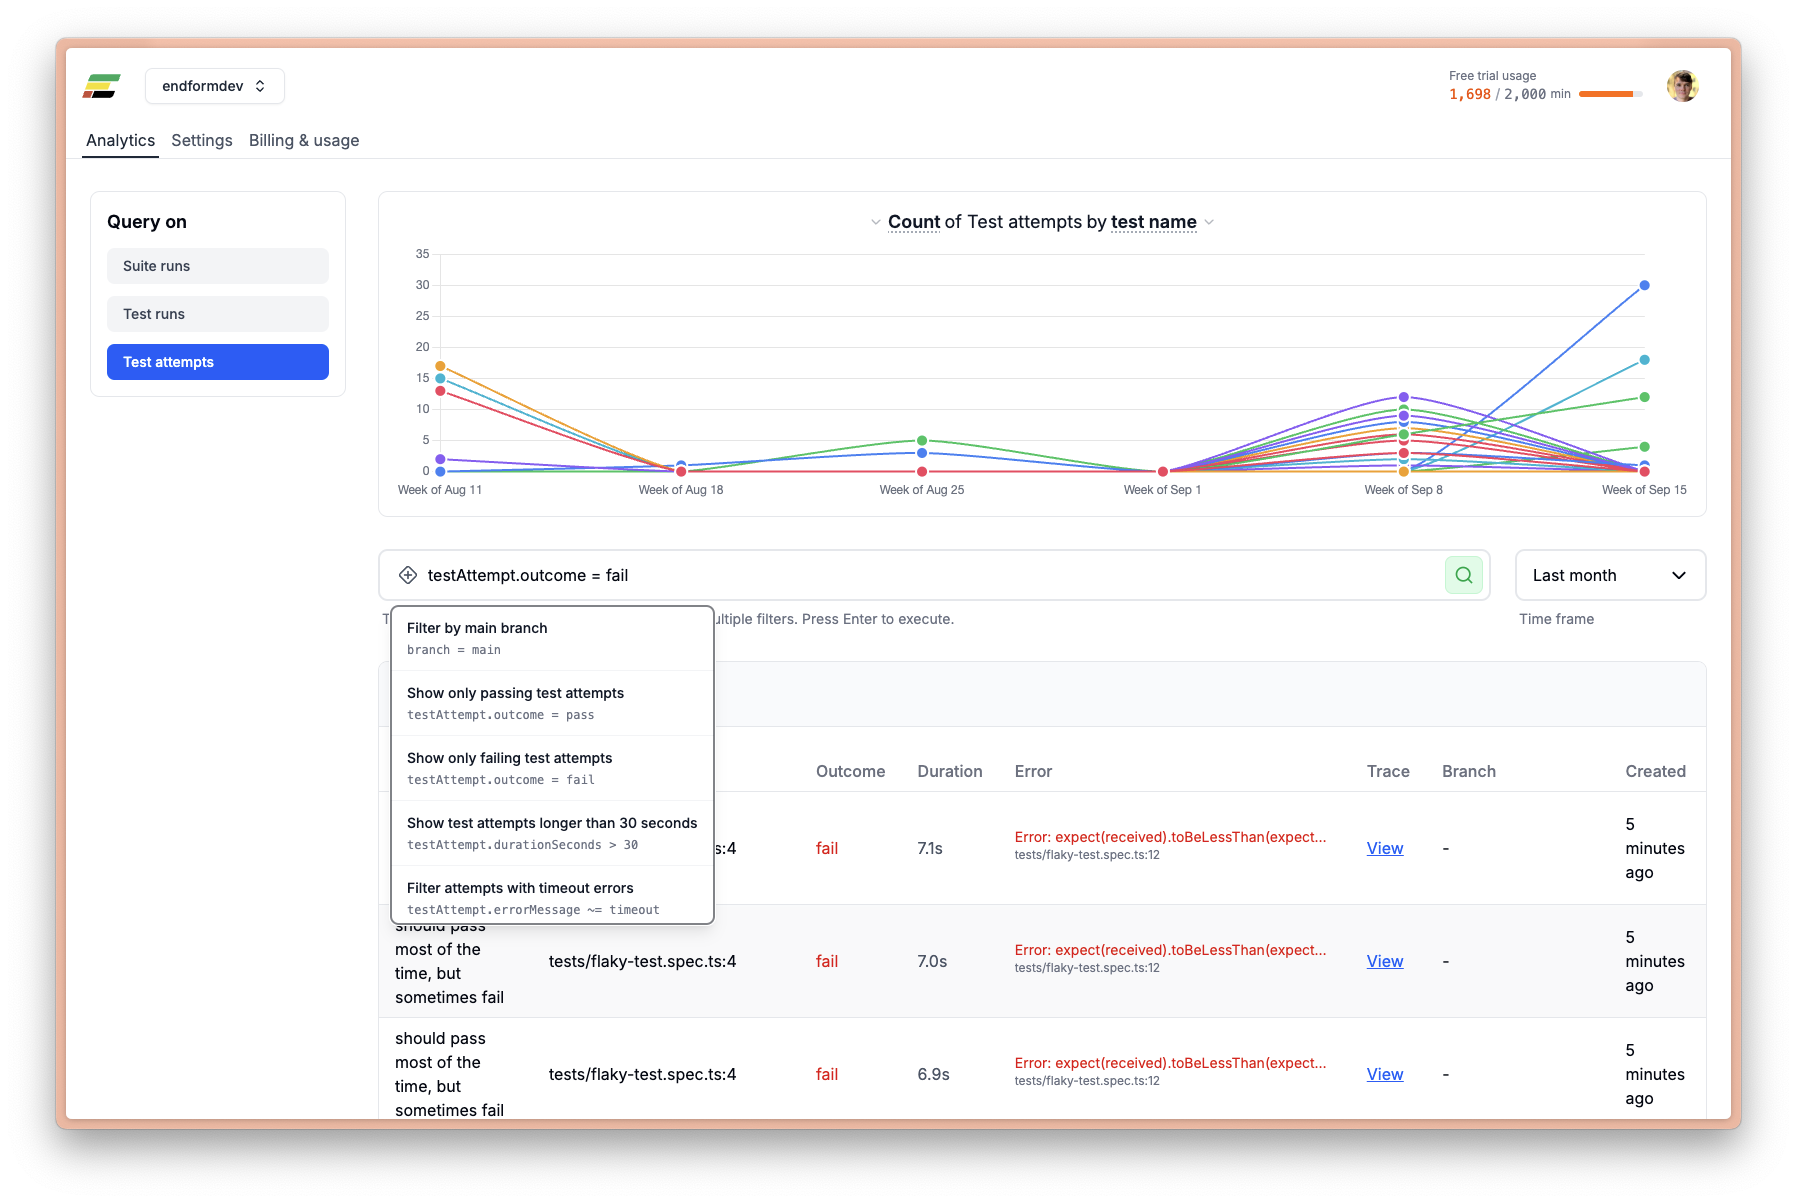 endformdev
Free trial usage
1,698 / 2,000 min
Analytics Settings Billing & usage
Query on
Suite runs
Test runs
Test attempts
Count of Test attempts by test name
35
30
25
20
15
10
5
0
Week of Aug 11 Week of Aug 18 Week of Aug 25 Week of Sep 1 Week of Sep 8 Week of Sep 15
testAttempt.outcome = fail
Last month
filters. Press Enter to execute.
Time frame
Filter by main branch
branch = main
Show only passing test attempts
testAttempt.outcome = pass
Show only failing test attempts
testAttempt.outcome = fail
Show test attempts longer than 30 seconds
testAttempt.durationSeconds > 30
Filter attempts with timeout errors
testAttempt.errorMessage ~= timeout
Outcome Duration Error Trace Branch Created
s:4 fail 7.1s Error: expect(received).toBeLessThan(expect...
tests/flaky-test.spec.ts:12
View - 5 minutes ago
should pass
most of the
time, but
sometimes fail
tests/flaky-test.spec.ts:4 fail 7.0s Error: expect(received).toBeLessThan(expect...
tests/flaky-test.spec.ts:12
View - 5 minutes ago
should pass
most of the
time, but
sometimes fail
tests/flaky-test.spec.ts:4 fail 6.9s Error: expect(received).toBeLessThan(expect...
tests/flaky-test.spec.ts:12
View - 5 minutes ago